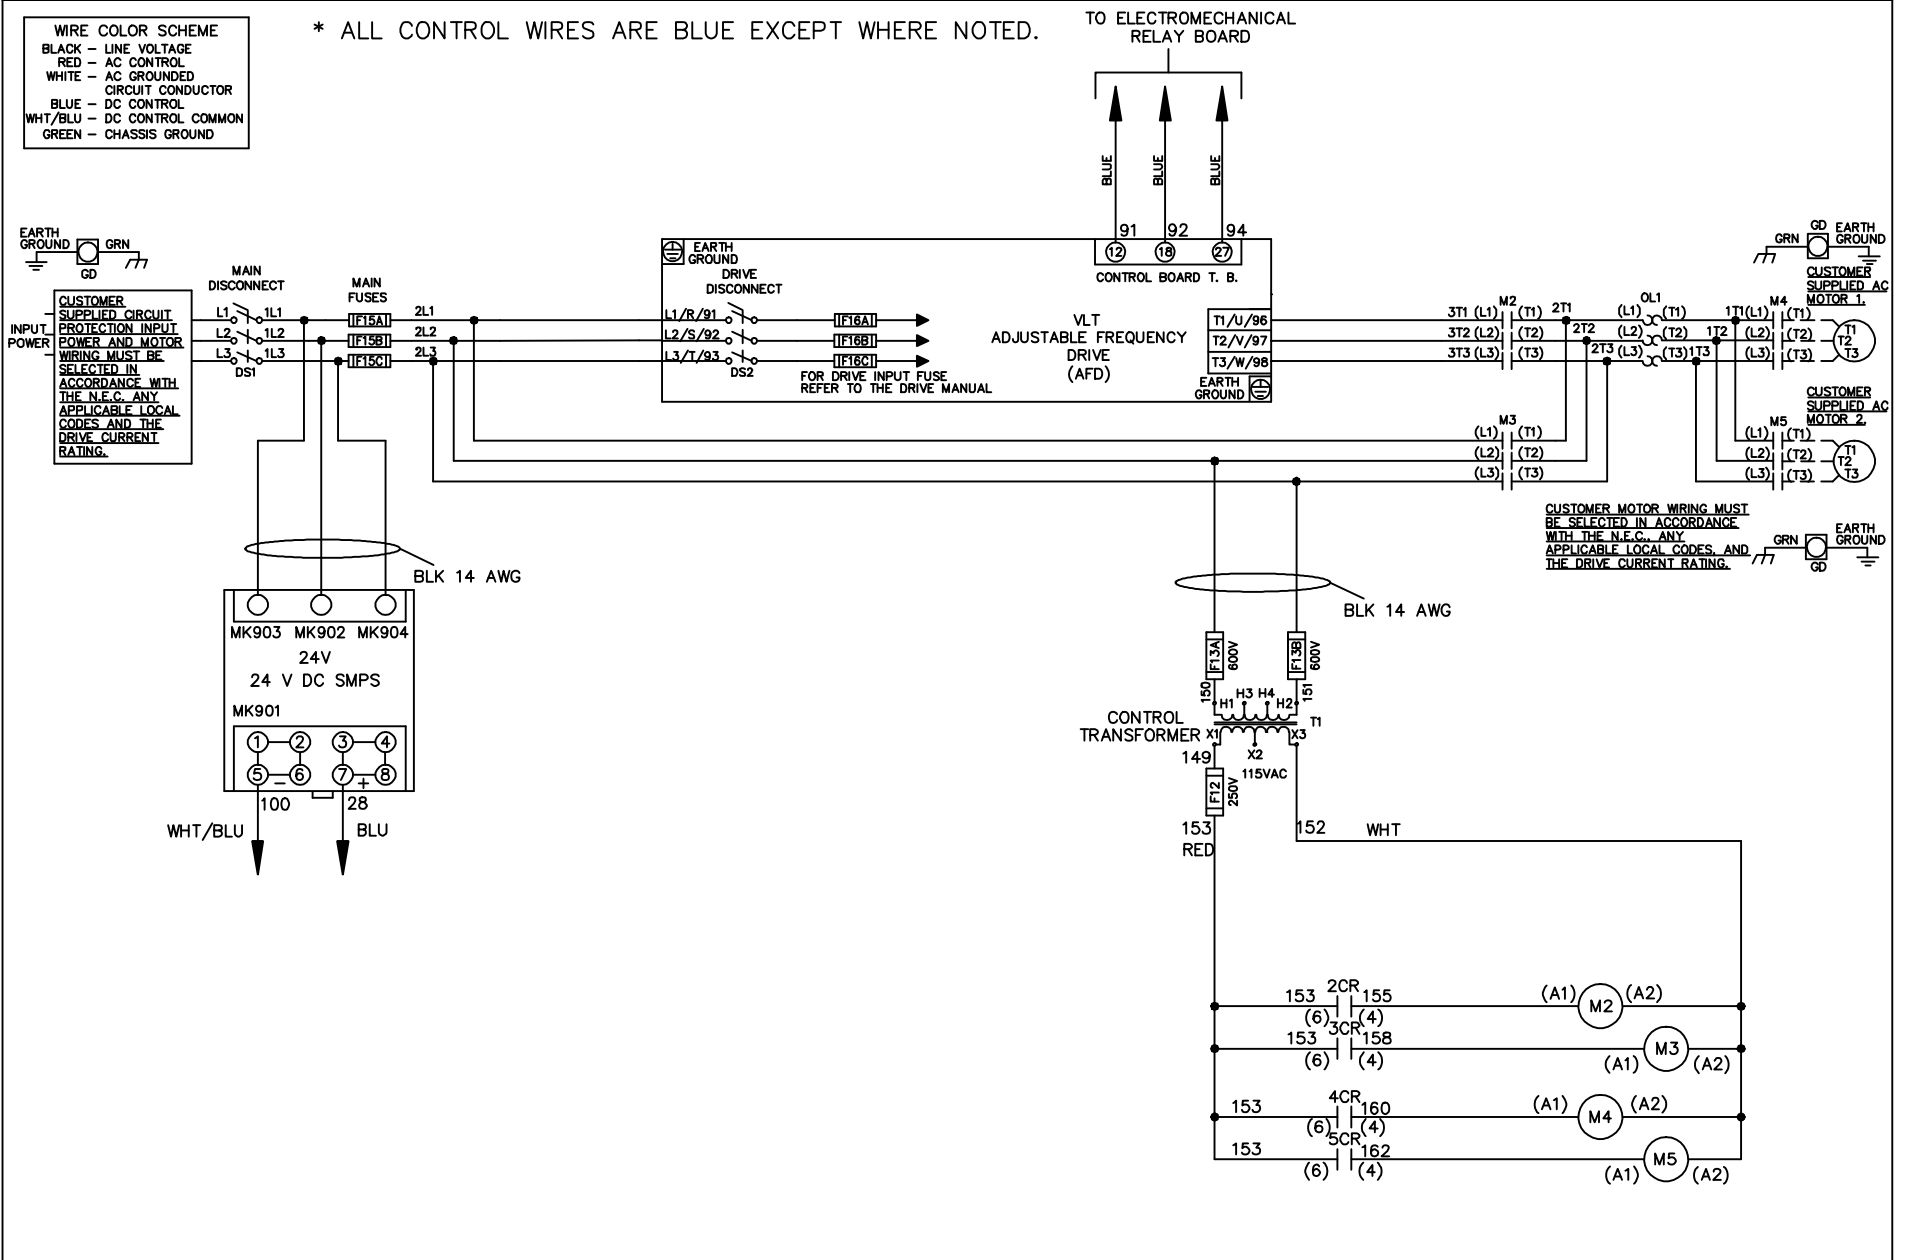 WIRE COLOR SCHEME
BLACK – LINE VOLTAGE
RED – AC CONTROL
WHITE – AC GROUNDED
CIRCUIT CONDUCTOR
BLUE – DC CONTROL
WHT/BLU – DC CONTROL COMMON
GREEN – CHASSIS GROUND
* ALL CONTROL WIRES ARE BLUE EXCEPT WHERE NOTED.
TO ELECTROMECHANICAL
RELAY BOARD
BLUE
BLUE
BLUE
91 92 94
12 18 27
CONTROL BOARD T. B.
EARTH
GROUND
GRN
GD
INPUT
POWER
CUSTOMER
SUPPLIED CIRCUIT
PROTECTION INPUT
POWER AND MOTOR
WIRING MUST BE
SELECTED IN
ACCORDANCE WITH
THE N.E.C. ANY
APPLICABLE LOCAL
CODES AND THE
DRIVE CURRENT
RATING.
MAIN
DISCONNECT
L1 1L1
L2 1L2
L3 1L3
DS1
MAIN
FUSES
F15A
F15B
F15C
2L1
2L2
2L3
EARTH
GROUND
DRIVE
DISCONNECT
L1/R/91
L2/S/92
L3/T/93
DS2
F16A
F16B
F16C
FOR DRIVE INPUT FUSE
REFER TO THE DRIVE MANUAL
VLT
ADJUSTABLE FREQUENCY
DRIVE
(AFD)
T1/U/96
T2/V/97
T3/W/98
EARTH
GROUND
M2
3T1 (L1) (T1) 2T1
3T2 (L2) (T2) 2T2
3T3 (L3) (T3) 2T3
OL1
(L1) (T1) 1T1
(L2) (T2) 1T2
(L3) (T3) 1T3
M4
(L1) (T1)
(L2) (T2)
(L3) (T3)
T1
T2
T3
GRN
GD
EARTH
GROUND
CUSTOMER
SUPPLIED AC
MOTOR 1.
M3
(L1) (T1)
(L2) (T2)
(L3) (T3)
CUSTOMER
SUPPLIED AC
MOTOR 2.
M5
(L1) (T1)
(L2) (T2)
(L3) (T3)
T1
T2
T3
CUSTOMER MOTOR WIRING MUST
BE SELECTED IN ACCORDANCE
WITH THE N.E.C., ANY
APPLICABLE LOCAL CODES, AND
THE DRIVE CURRENT RATING.
GRN
GD
EARTH
GROUND
BLK 14 AWG
MK903 MK902 MK904
24V
24 V DC SMPS
MK901
1 2 3 4
5 – 6 7 + 8
100 28
WHT/BLU BLU
BLK 14 AWG
F13A
600V
F13B
600V
150
151
H1 H3 H4 H2
T1
CONTROL
TRANSFORMER
X1 X2 X3
149
115VAC
F12
250V
153
RED
152 WHT
2CR
153 155
(6) (4)
(A1) M2 (A2)
3CR
153 158
(6) (4)
(A1) M3 (A2)
4CR
153 160
(6) (4)
(A1) M4 (A2)
5CR
153 162
(6) (4)
(A1) M5 (A2)